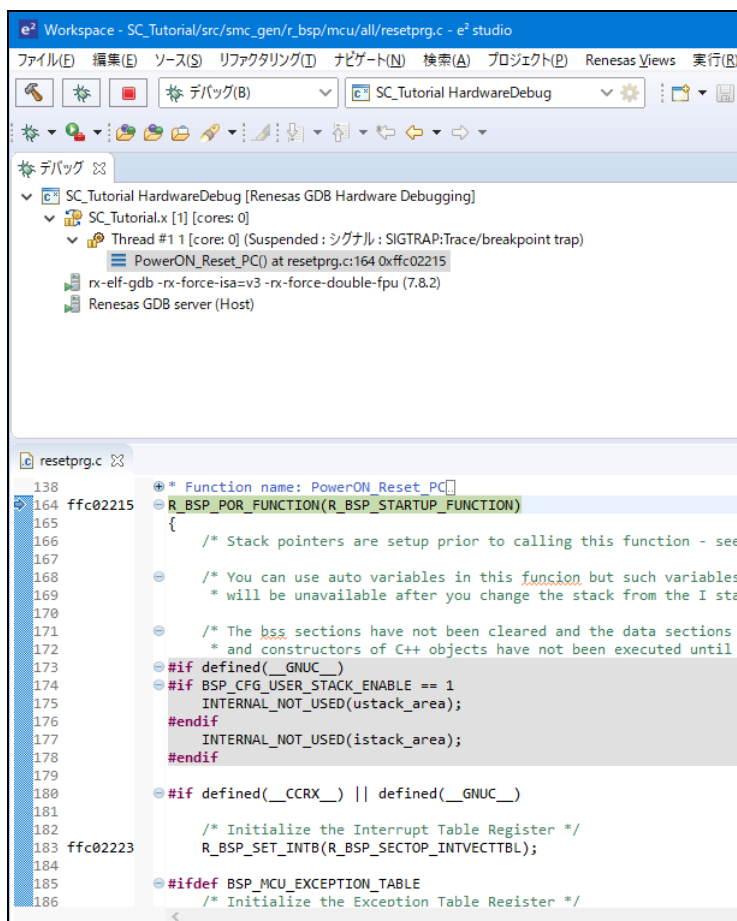 Workspace - SC_Tutorial/src/smc_gen/r_bsp/mcu/all/resetprg.c - e² studio
ファイル(F) 編集(E) ソース(S) リファクタリング(T) ナビゲート(N) 検索(A) プロジェクト(P) Renesas Views 実行(R)
デバッグ(B) SC_Tutorial HardwareDebug
デバッグ
SC_Tutorial HardwareDebug [Renesas GDB Hardware Debugging]
SC_Tutorial.x [1] [cores: 0]
Thread #1 1 [core: 0] (Suspended : シグナル : SIGTRAP:Trace/breakpoint trap)
PowerON_Reset_PC() at resetprg.c:164 0xffc02215
rx-elf-gdb -rx-force-isa=v3 -rx-force-double-fpu (7.8.2)
Renesas GDB server (Host)
resetprg.c
138 * Function name: PowerON_Reset_PC
164 ffc02215 R_BSP_POR_FUNCTION(R_BSP_STARTUP_FUNCTION)
165 {
166 /* Stack pointers are setup prior to calling this function - see
167
168 /* You can use auto variables in this funcion but such variables
169 * will be unavailable after you change the stack from the I sta
170
171 /* The bss sections have not been cleared and the data sections
172 * and constructors of C++ objects have not been executed until
173 #if defined(__GNUC__)
174 #if BSP_CFG_USER_STACK_ENABLE == 1
175 INTERNAL_NOT_USED(ustack_area);
176 #endif
177 INTERNAL_NOT_USED(istack_area);
178 #endif
179
180 #if defined(__CCRX__) || defined(__GNUC__)
181
182 /* Initialize the Interrupt Table Register */
183 ffc02223 R_BSP_SET_INTB(R_BSP_SECTOP_INTVECTTBL);
184
185 #ifdef BSP_MCU_EXCEPTION_TABLE
186 /* Initialize the Exception Table Register */